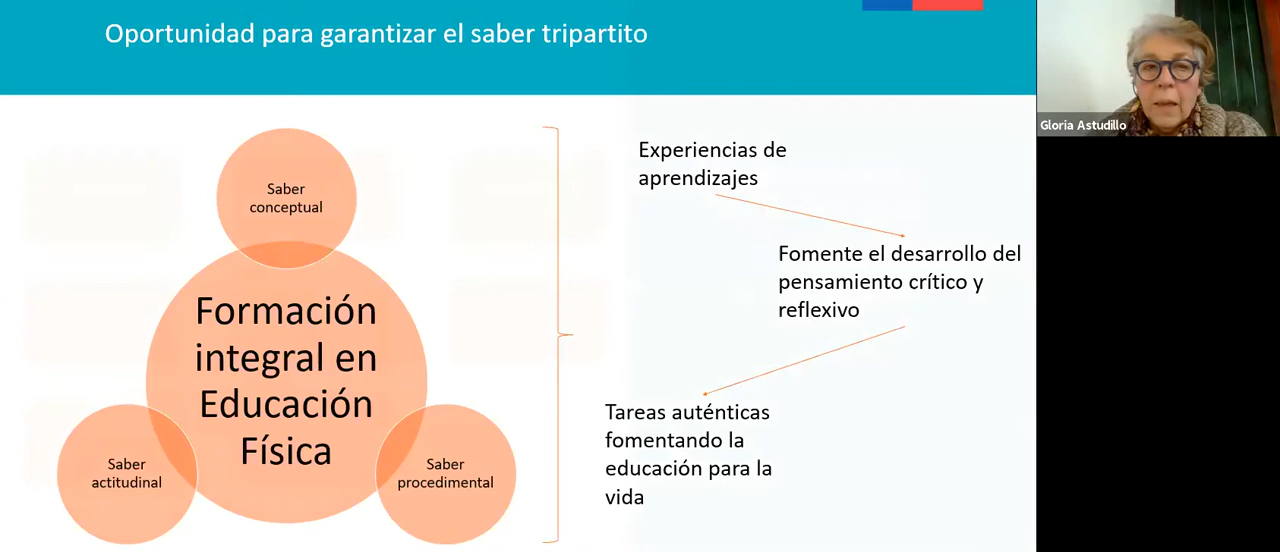 Oportunidad para garantizar el saber tripartito
Gloria Astudillo
Saber
conceptual
Formación
integral en
Educación
Física
Saber
actitudinal
Saber
procedimental
Experiencias de
aprendizajes
Fomente el desarrollo del
pensamiento crítico y
reflexivo
Tareas auténticas
fomentando la
educación para la
vida